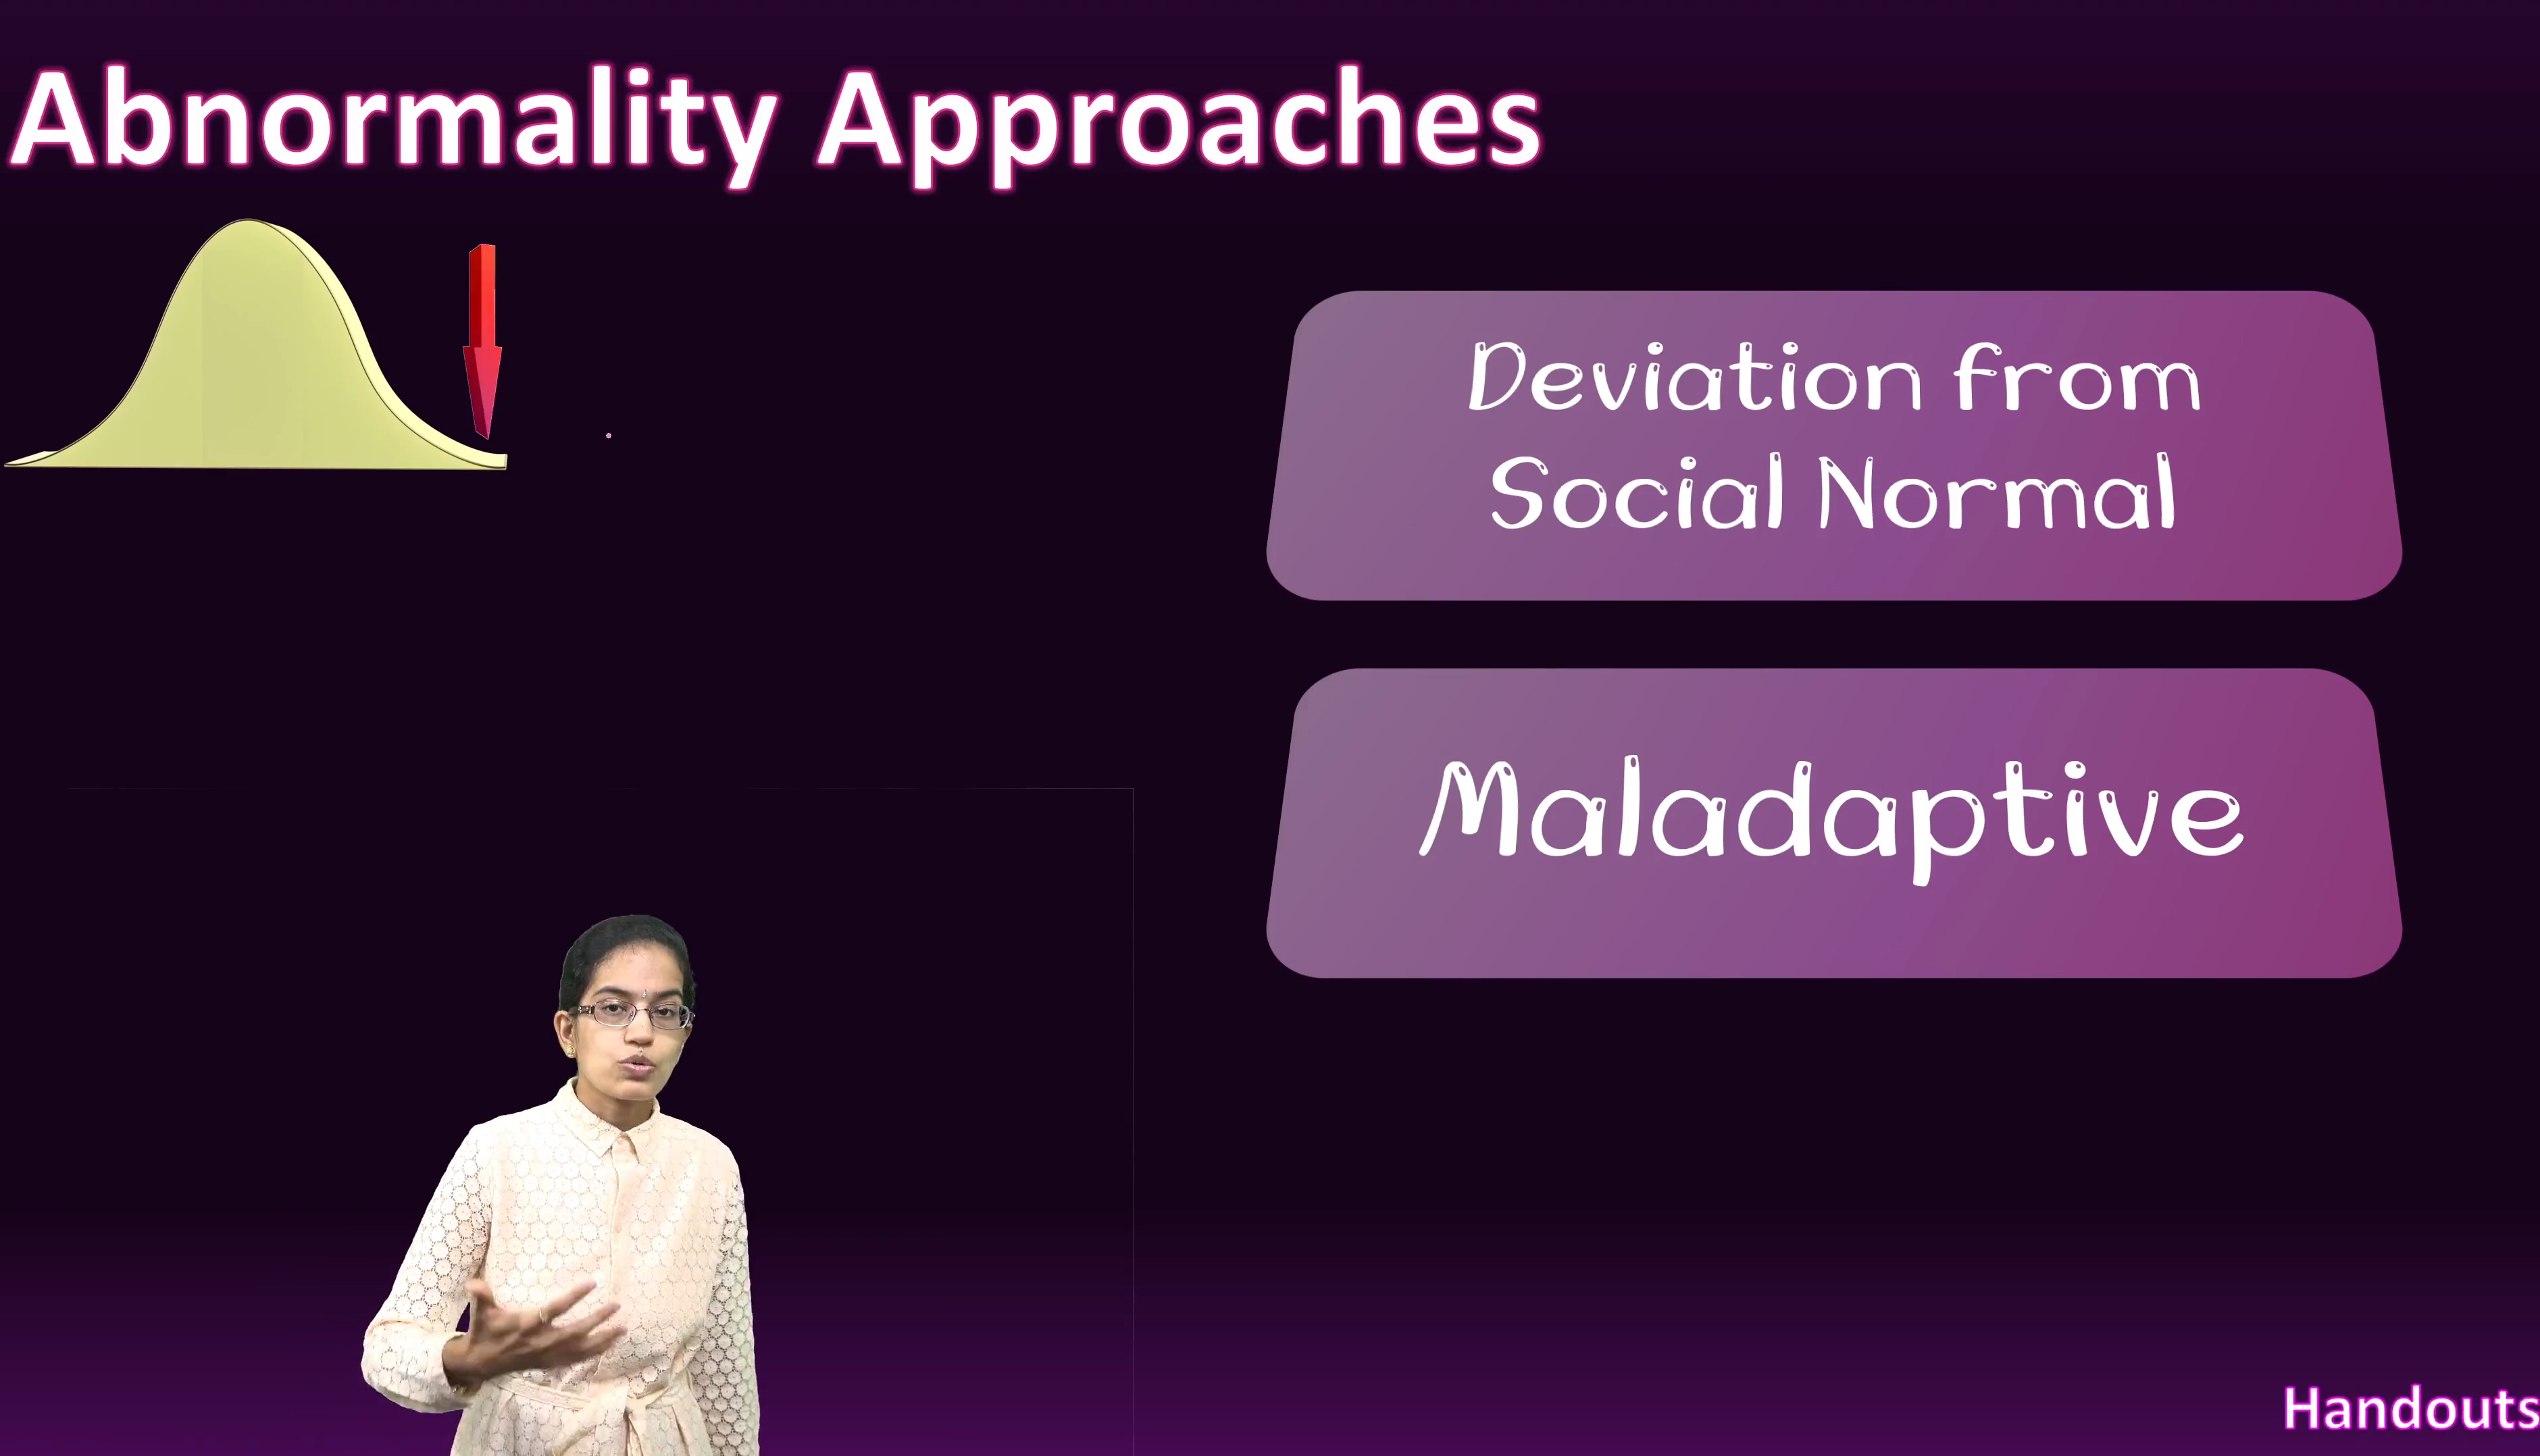 Abnormality Approaches
Deviation from
Social Normal
Maladaptive
Handouts